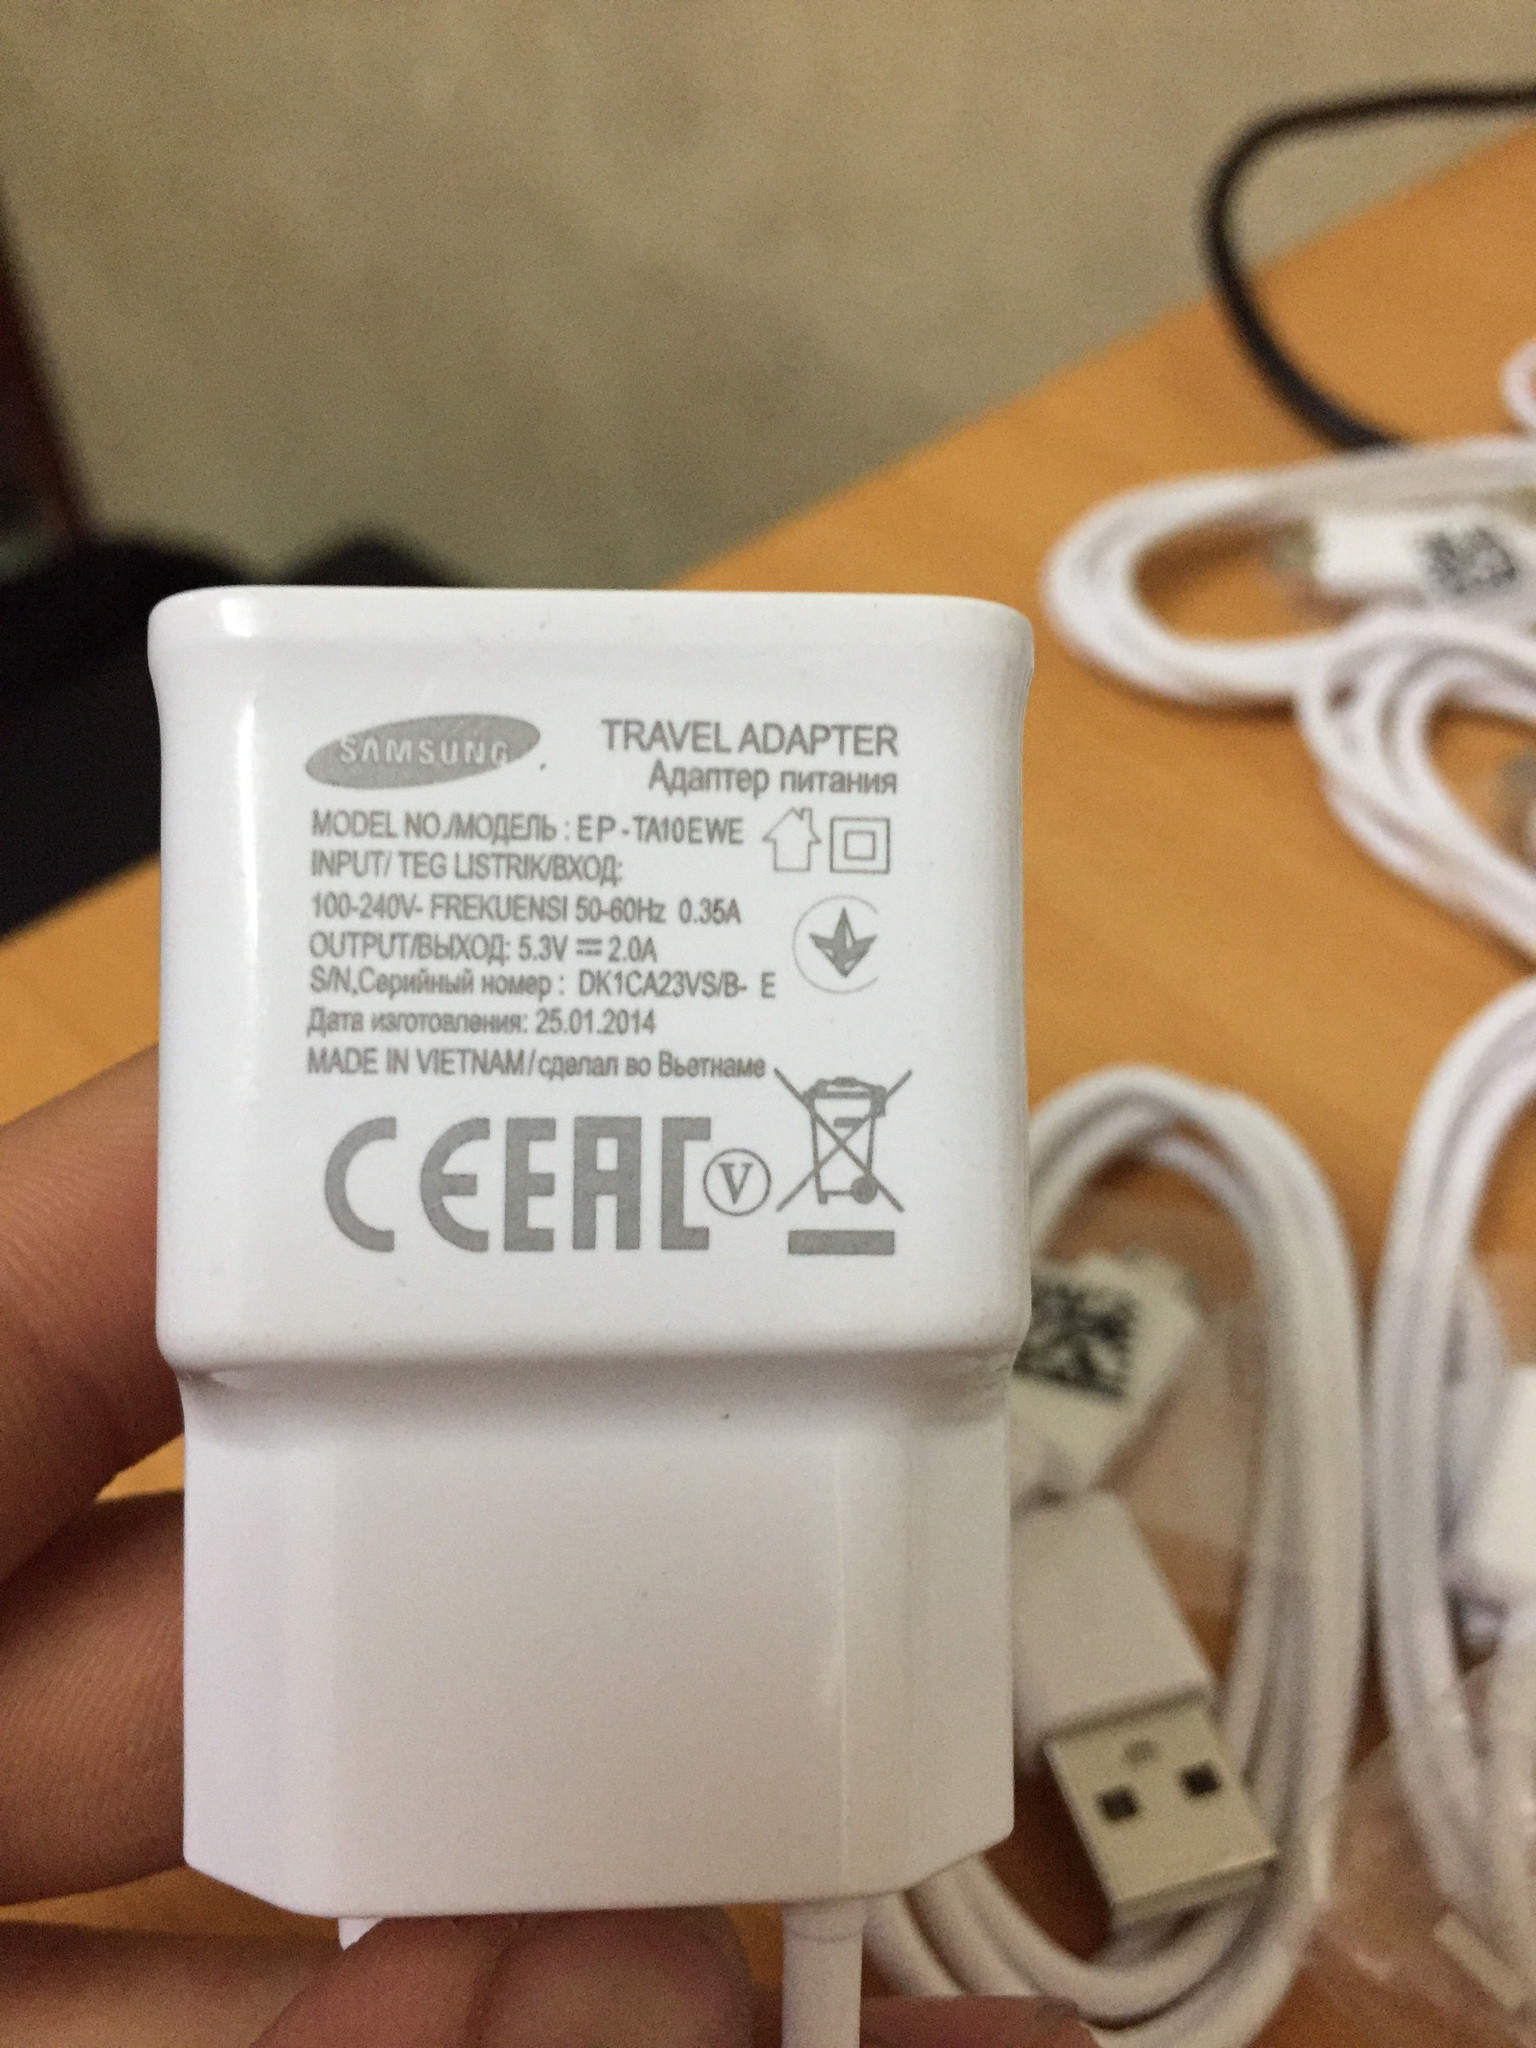 SAMSUNG
TRAVEL ADAPTER
Адаптер питания
MODEL NO./МОДЕЛЬ : EP-TA10EWE
INPUT/ TEG LISTRIK/ВХОД:
100-240V- FREKUENSI 50-60Hz 0.35A
OUTPUT/ВЫХОД: 5.3V ⎓ 2.0A
S/N,Серийный номер : DK1CA23VS/B- E
Дата изготовления: 25.01.2014
MADE IN VIETNAM/сделал во Вьетнаме
CE EAC V